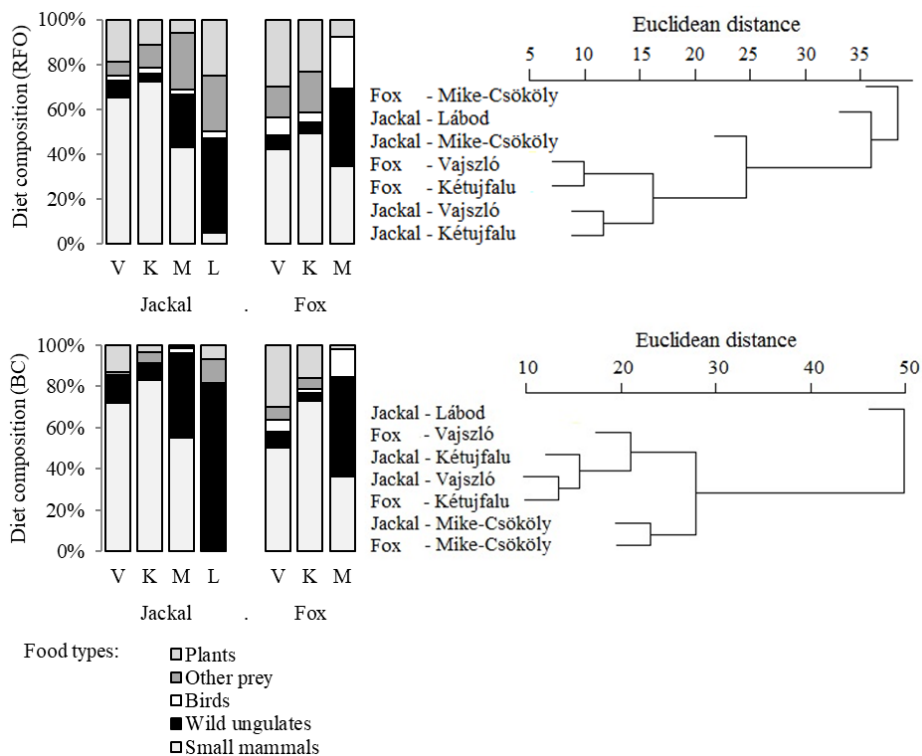 Diet composition (RFO)
100%
80%
60%
40%
20%
0%
V K M L V K M
Jackal . Fox
Euclidean distance
5 10 15 20 25 30 35
Fox - Mike-Csököly
Jackal - Lábod
Jackal - Mike-Csököly
Fox - Vajszló
Fox - Kétujfalu
Jackal - Vajszló
Jackal - Kétujfalu
Diet composition (BC)
100%
80%
60%
40%
20%
0%
V K M L V K M
Jackal . Fox
Euclidean distance
10 20 30 40 50
Jackal - Lábod
Fox - Vajszló
Jackal - Kétujfalu
Jackal - Vajszló
Fox - Kétujfalu
Jackal - Mike-Csököly
Fox - Mike-Csököly
Food types:
Plants
Other prey
Birds
Wild ungulates
Small mammals